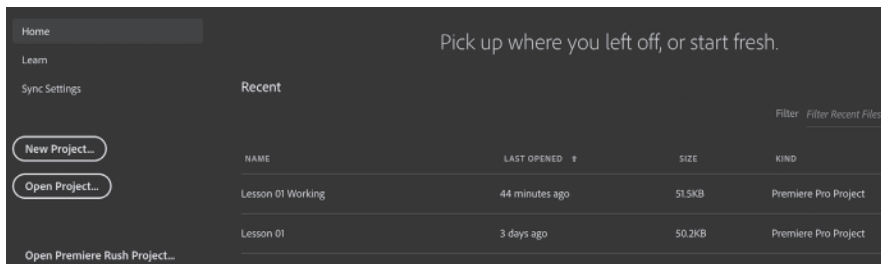 Home
Learn
Sync Settings
New Project...
Open Project...
Open Premiere Rush Project...
Pick up where you left off, or start fresh.
Recent
Filter Filter Recent Files
NAME LAST OPENED ↑ SIZE KIND
Lesson 01 Working 44 minutes ago 51.5KB Premiere Pro Project
Lesson 01 3 days ago 50.2KB Premiere Pro Project